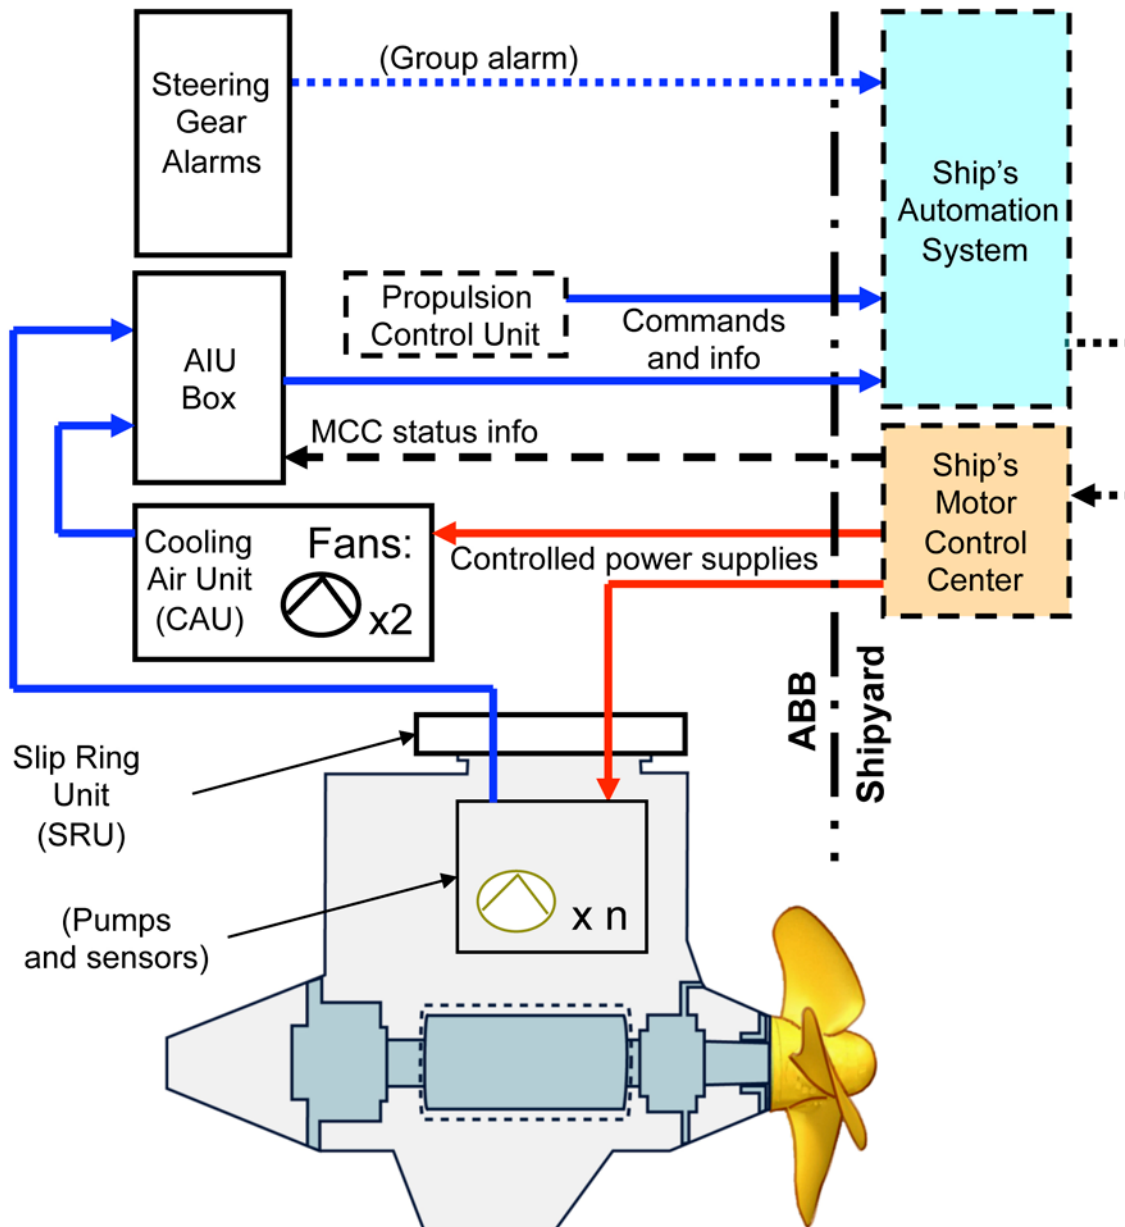 (Group alarm)
Steering
Gear
Alarms
Ship's
Automation
System
Propulsion
Control Unit
Commands
and info
AIU
Box
MCC status info
Ship's
Motor
Control
Center
Cooling
Air Unit
(CAU)
Fans:
x2
Controlled power supplies
ABB
Shipyard
Slip Ring
Unit
(SRU)
(Pumps
and sensors)
x n